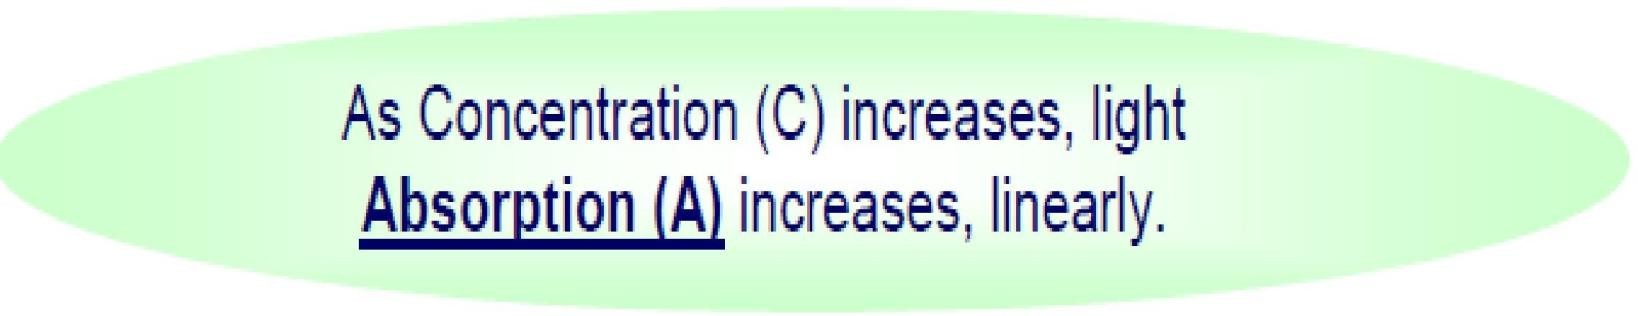 As Concentration (C) increases, light
Absorption (A) increases, linearly.